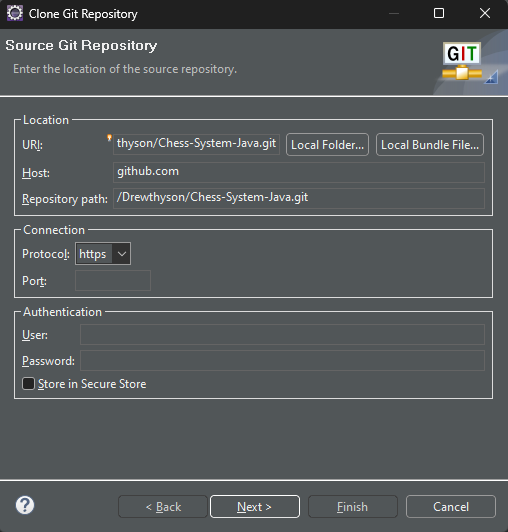 Clone Git Repository
Source Git Repository
Enter the location of the source repository.
GIT
Location
URI: thyson/Chess-System-Java.git Local Folder... Local Bundle File...
Host: github.com
Repository path: /Drewthyson/Chess-System-Java.git
Connection
Protocol: https
Port:
Authentication
User:
Password:
Store in Secure Store
? < Back Next > Finish Cancel